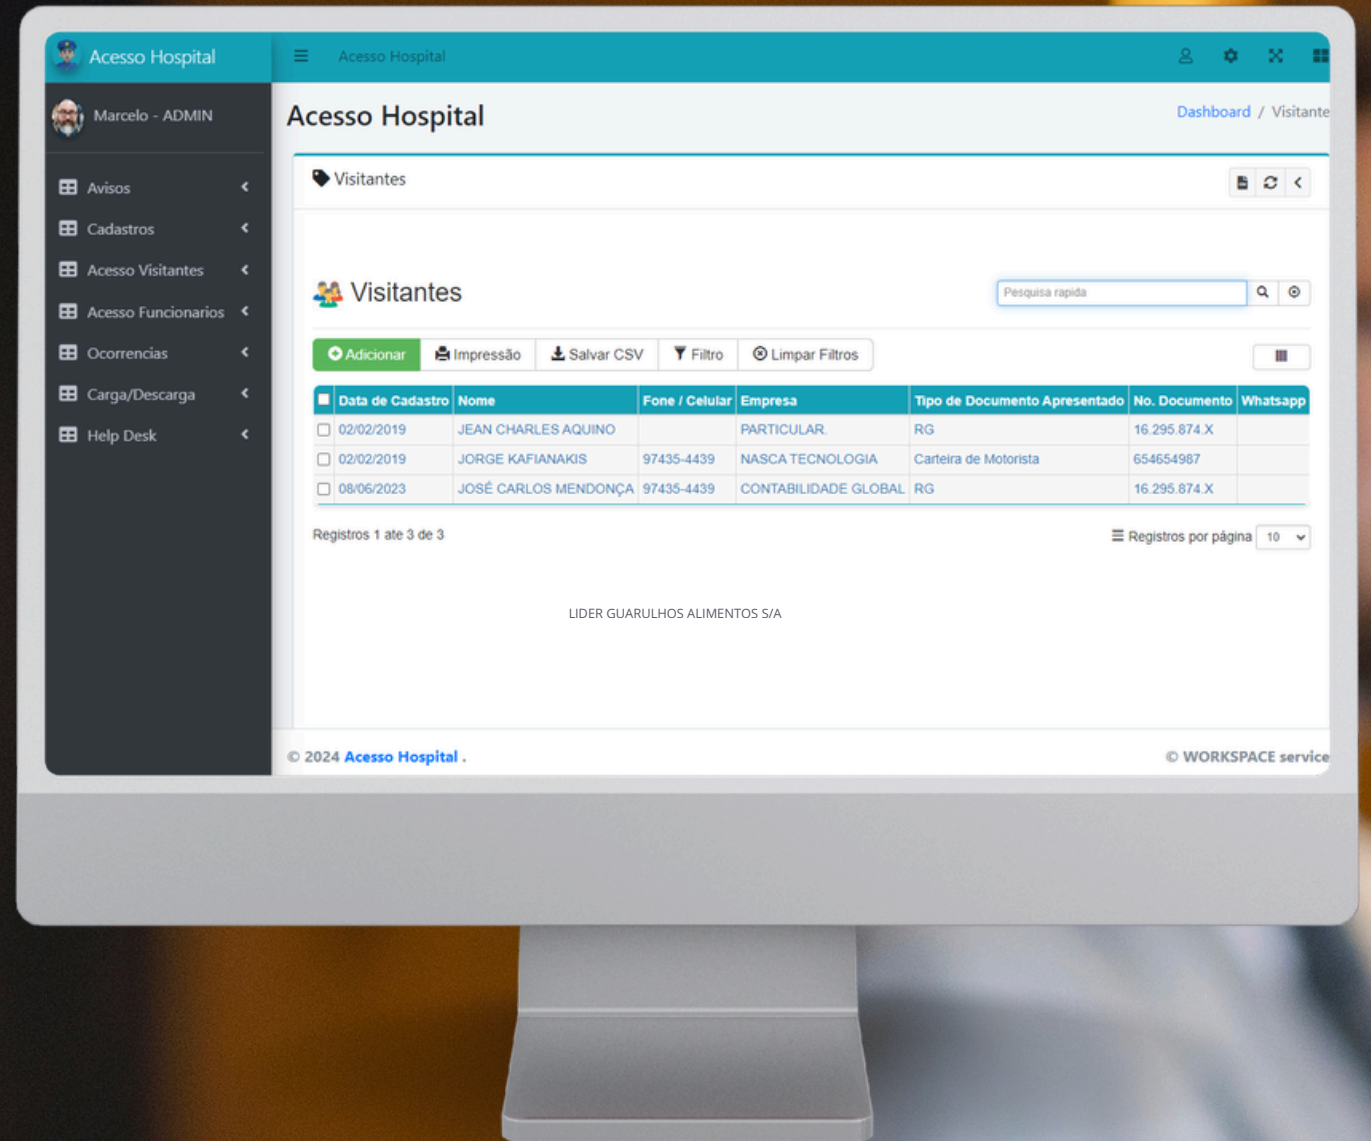 Acesso Hospital
Acesso Hospital
Marcelo - ADMIN
Avisos
Cadastros
Acesso Visitantes
Acesso Funcionarios
Ocorrencias
Carga/Descarga
Help Desk
Acesso Hospital
Dashboard / Visitante
Visitantes
Visitantes
Pesquisa rapida
Adicionar Impressão Salvar CSV Filtro Limpar Filtros
Data de Cadastro Nome Fone / Celular Empresa Tipo de Documento Apresentado No. Documento Whatsapp
02/02/2019 JEAN CHARLES AQUINO PARTICULAR. RG 16.295.874.X
02/02/2019 JORGE KAFIANAKIS 97435-4439 NASCA TECNOLOGIA Carteira de Motorista 654654987
08/06/2023 JOSÉ CARLOS MENDONÇA 97435-4439 CONTABILIDADE GLOBAL RG 16.295.874.X
Registros 1 ate 3 de 3
Registros por página 10
LIDER GUARULHOS ALIMENTOS S/A
© 2024 Acesso Hospital .
© WORKSPACE service